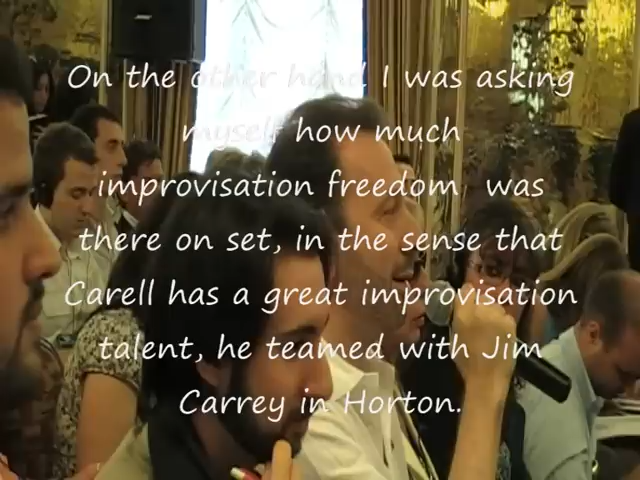 On the other hand I was asking
myself how much
improvisation freedom was
there on set, in the sense that
Carell has a great improvisation
talent, he teamed with Jim
Carrey in Horton.